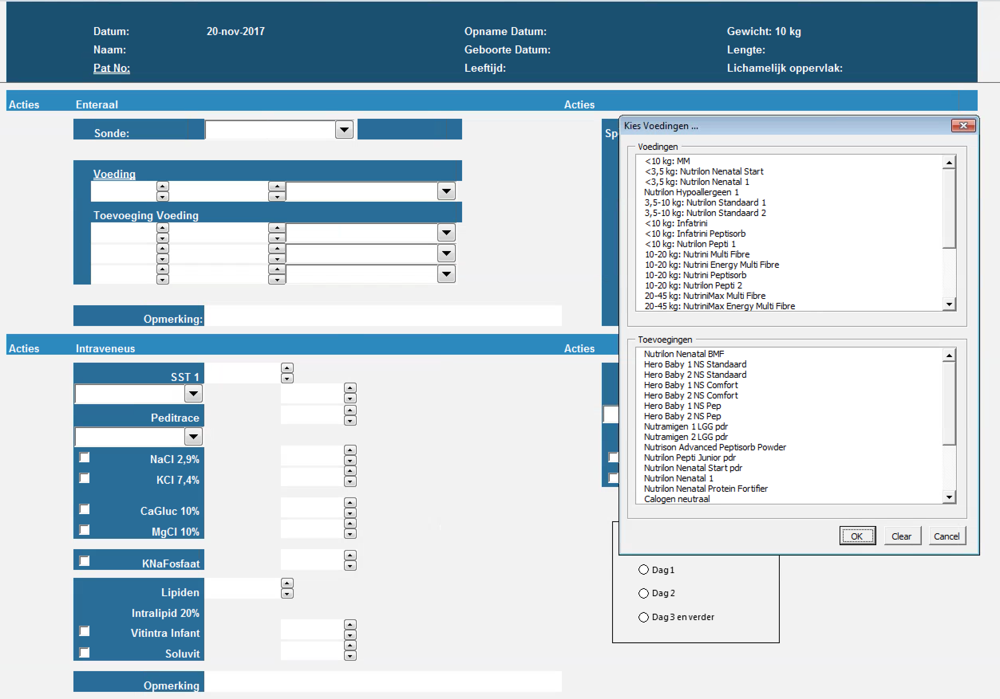 Datum: 20-nov-2017 Opname Datum: Gewicht: 10 kg
Naam: Geboorte Datum: Lengte:
Pat No: Leeftijd: Lichamelijk oppervlak:
Acties Enteraal Acties
Sonde:
Voeding
Toevoeging Voeding
Opmerking:
Acties Intraveneus Acties
SST 1
Peditrace
NaCl 2,9%
KCl 7,4%
CaGluc 10%
MgCl 10%
KNaFosfaat
Lipiden
Intralipid 20%
Vitintra Infant
Soluvit
Opmerking
Sp
Kies Voedingen ...
Voedingen
<10 kg: MM
<3,5 kg: Nutrilon Nenatal Start
<3,5 kg: Nutrilon Nenatal 1
Nutrilon Hypoallergeen 1
3,5-10 kg: Nutrilon Standaard 1
3,5-10 kg: Nutrilon Standaard 2
<10 kg: Infatrini
<10 kg: Infatrini Peptisorb
<10 kg: Nutrilon Pepti 1
10-20 kg: Nutrini Multi Fibre
10-20 kg: Nutrini Energy Multi Fibre
10-20 kg: Nutrini Peptisorb
10-20 kg: Nutrilon Pepti 2
20-45 kg: NutriniMax Multi Fibre
20-45 kg: NutriniMax Energy Multi Fibre
Toevoegingen
Nutrilon Nenatal BMF
Hero Baby 1 NS Standaard
Hero Baby 2 NS Standaard
Hero Baby 1 NS Comfort
Hero Baby 2 NS Comfort
Hero Baby 1 NS Pep
Hero Baby 2 NS Pep
Nutramigen 1 LGG pdr
Nutramigen 2 LGG pdr
Nutrison Advanced Peptisorb Powder
Nutrilon Pepti Junior pdr
Nutrilon Nenatal Start pdr
Nutrilon Nenatal 1
Nutrilon Nenatal Protein Fortifier
Calogen neutraal
OK Clear Cancel
Dag 1
Dag 2
Dag 3 en verder